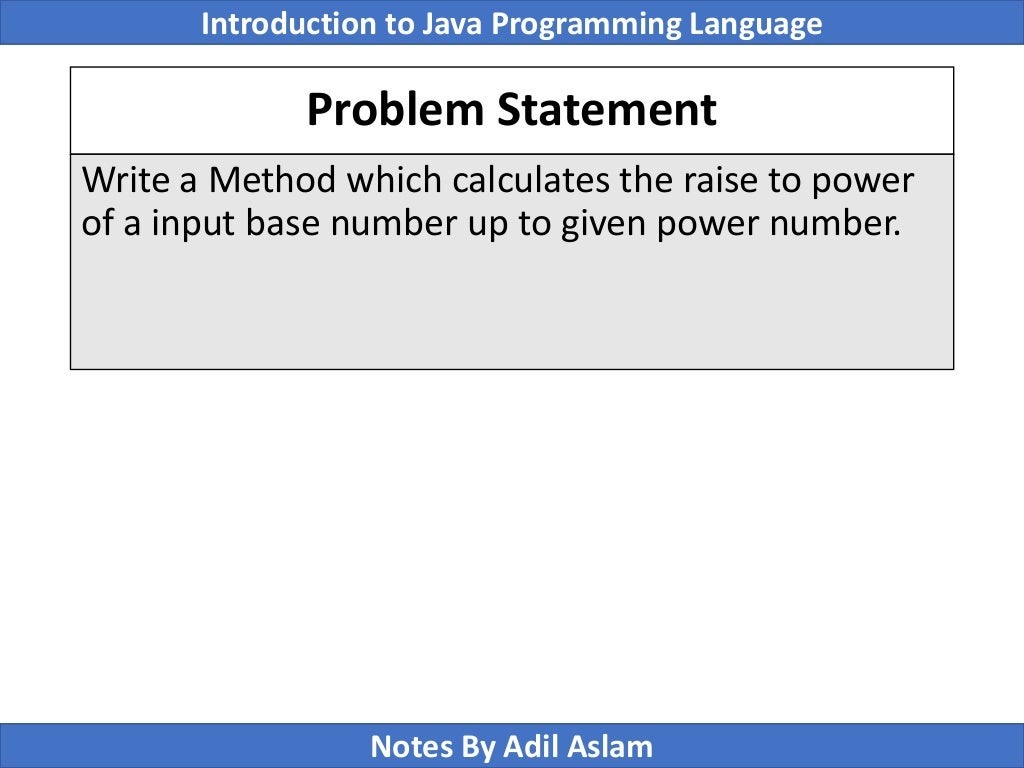 Introduction to Java Programming Language
Problem Statement
Write a Method which calculates the raise to power
of a input base number up to given power number.
Notes By Adil Aslam